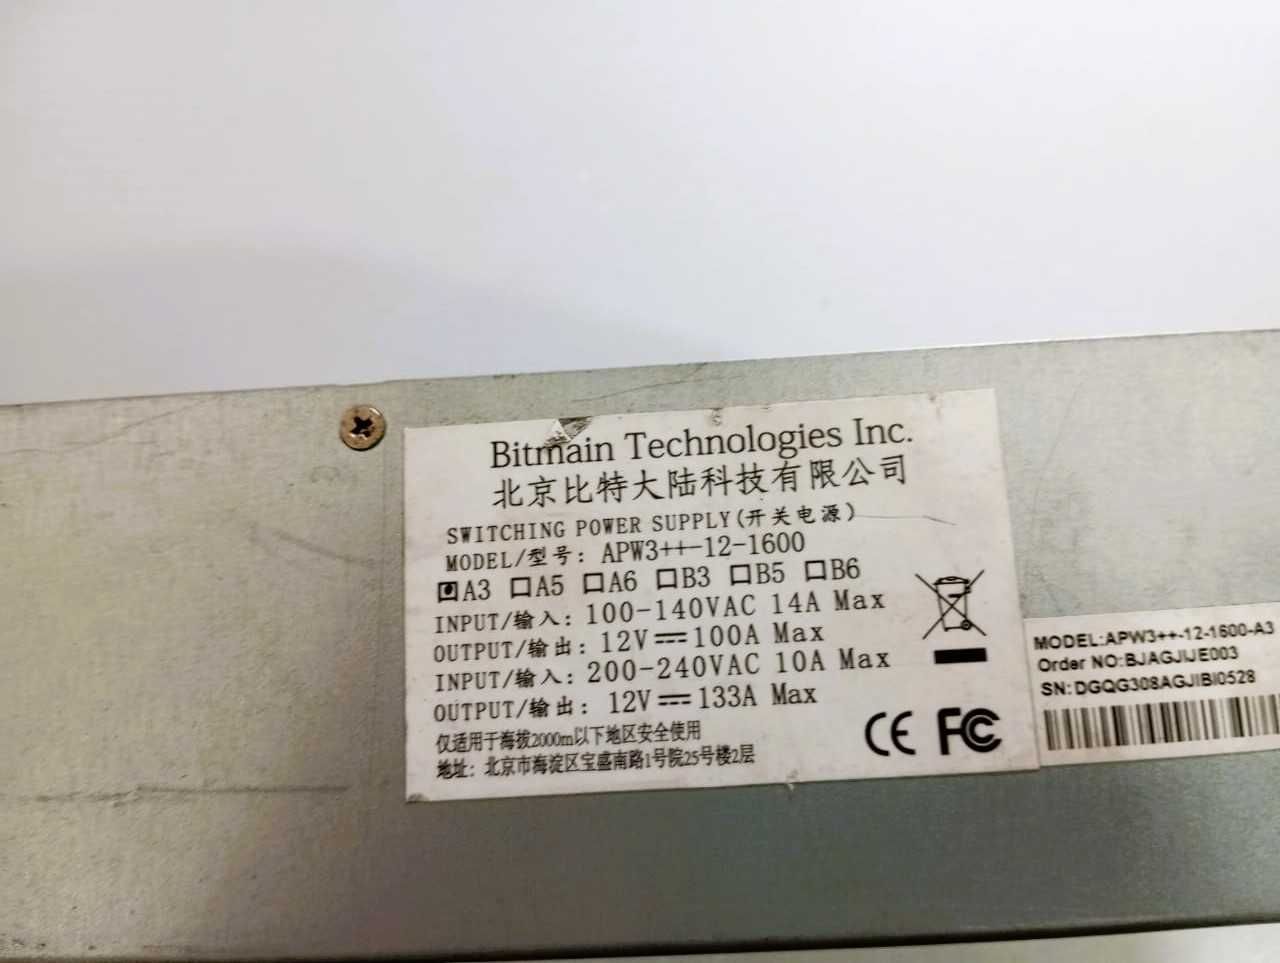 Bitmain Technologies Inc.
北京比特大陆科技有限公司
SWITCHING POWER SUPPLY(开关电源)
MODEL/型号: APW3++-12-1600
A3 A5 A6 B3 B5 B6
INPUT/输入: 100-140VAC 14A Max
OUTPUT/输出: 12V⎓100A Max
INPUT/输入: 200-240VAC 10A Max
OUTPUT/输出: 12V⎓133A Max
仅适用于海拔2000m以下地区安全使用
地址: 北京市海淀区宝盛南路1号院25号楼2层
CE FC
MODEL:APW3++-12-1600-A3
Order NO:BJAGJIJE003
SN:DGQG308AGJIBI0528